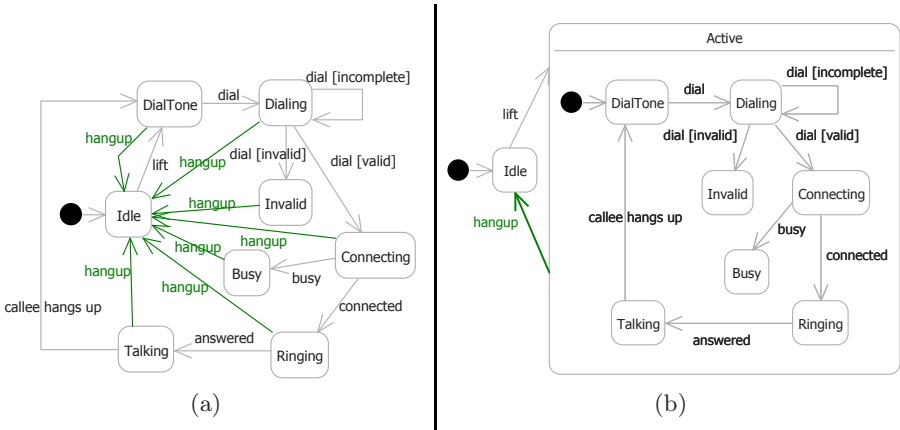 dial [incomplete]
DialTone
dial
Dialing
hangup
dial [invalid]
dial [valid]
lift
hangup
Idle
hangup
Invalid
hangup
hangup
Connecting
hangup
Busy
busy
hangup
callee hangs up
connected
answered
Talking
Ringing
(a)
Active
dial [incomplete]
dial
DialTone
Dialing
lift
dial [invalid]
dial [valid]
Idle
Invalid
Connecting
hangup
callee hangs up
busy
connected
Busy
Talking
Ringing
answered
(b)